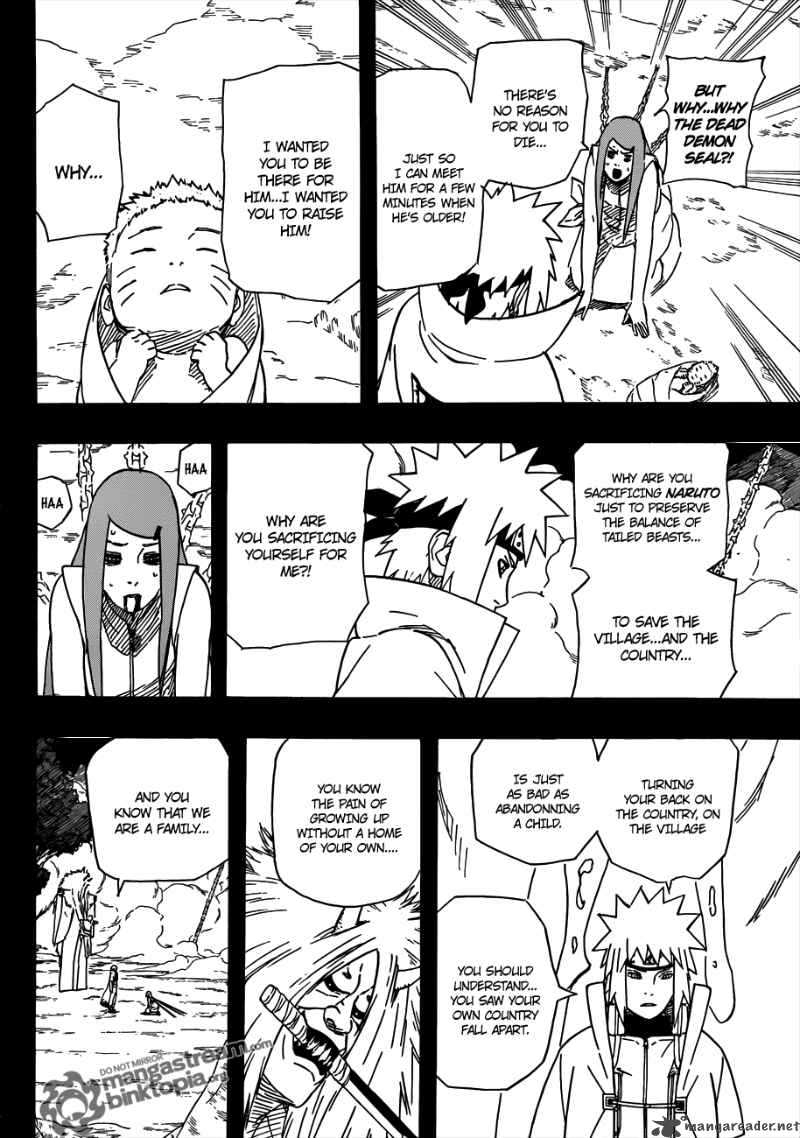 BUT
WHY...WHY
THE DEAD
DEMON
SEAL?!
THERE'S
NO REASON
FOR YOU TO
DIE...
JUST SO
I CAN MEET
HIM FOR A FEW
MINUTES WHEN
HE'S OLDER!
I WANTED
YOU TO BE
THERE FOR
HIM...I WANTED
YOU TO RAISE
HIM!
WHY...
WHY ARE YOU
SACRIFICING NARUTO
JUST TO PRESERVE
THE BALANCE OF
TAILED BEASTS...
TO SAVE THE
VILLAGE...AND THE
COUNTRY...
WHY ARE
YOU SACRIFICING
YOURSELF FOR
ME?!
HAA
HAA
TURNING
YOUR BACK ON
THE COUNTRY, ON
THE VILLAGE
IS JUST
AS BAD AS
ABANDONNING
A CHILD.
YOU SHOULD
UNDERSTAND...
...YOU SAW YOUR
OWN COUNTRY
FALL APART.
YOU KNOW
THE PAIN OF
GROWING UP
WITHOUT A HOME
OF YOUR OWN....
AND YOU
KNOW THAT WE
ARE A FAMILY...
DO NOT MIRROR
mangastream.com
binktopia.org
mangareader.net